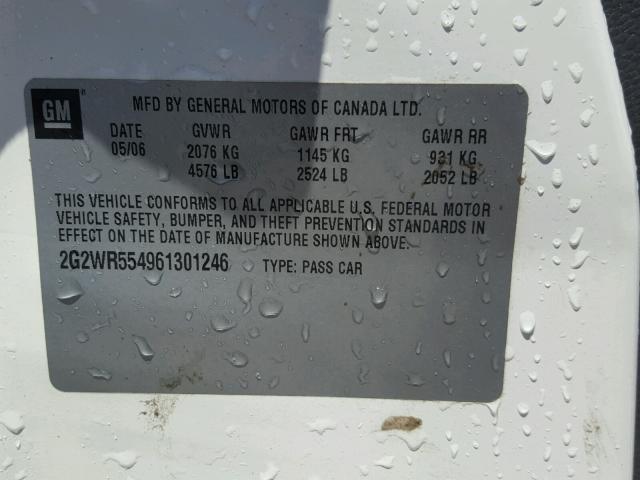 GM ® MFD BY GENERAL MOTORS OF CANADA LTD.
DATE GVWR GAWR FRT GAWR RR
05/06 2076 KG 1145 KG 931 KG
4576 LB 2524 LB 2052 LB
THIS VEHICLE CONFORMS TO ALL APPLICABLE U.S. FEDERAL MOTOR
VEHICLE SAFETY, BUMPER, AND THEFT PREVENTION STANDARDS IN
EFFECT ON THE DATE OF MANUFACTURE SHOWN ABOVE.
2G2WR554961301246 TYPE: PASS CAR